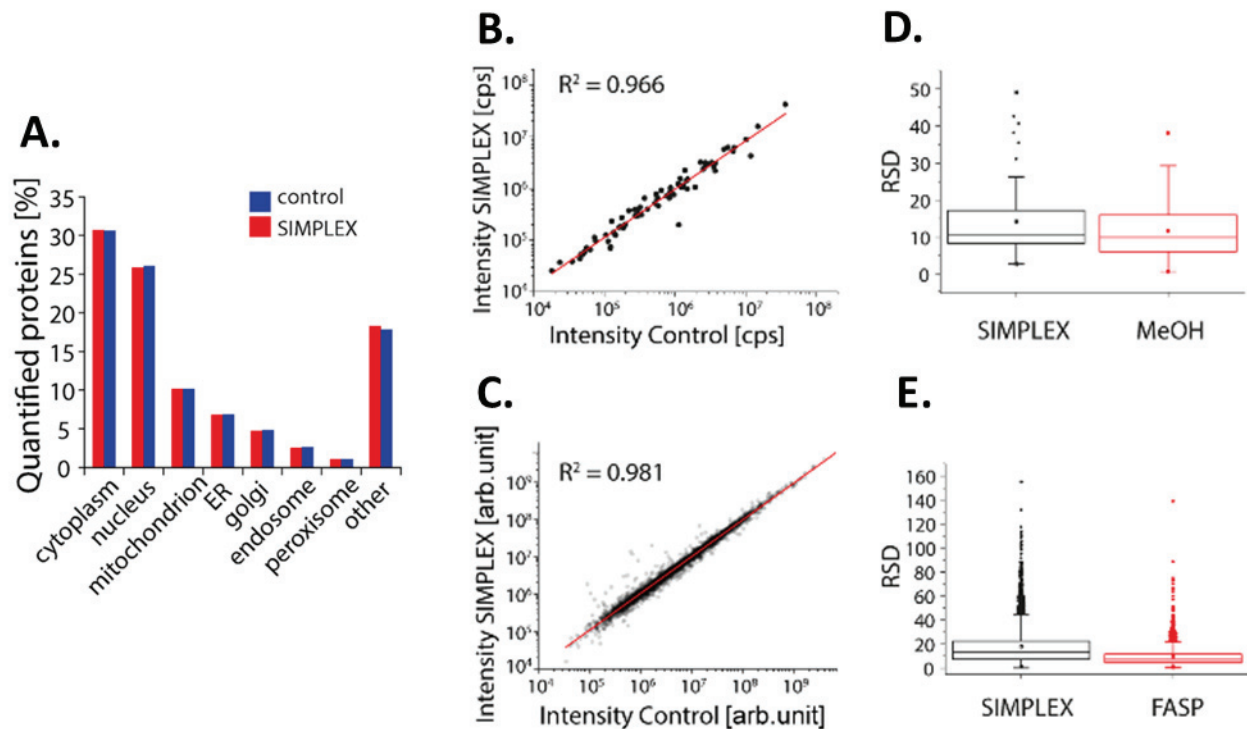 A.
Quantified proteins [%]
35
30
25
20
15
10
5
0
control
SIMPLEX
cytoplasm
nucleus
mitochondrion
ER
golgi
endosome
peroxisome
other
B.
R² = 0.966
Intensity SIMPLEX [cps]
10⁸
10⁷
10⁶
10⁵
10⁴
10⁴ 10⁵ 10⁶ 10⁷ 10⁸
Intensity Control [cps]
C.
R² = 0.981
Intensity SIMPLEX [arb.unit]
10⁹
10⁸
10⁷
10⁶
10⁵
10⁴
10⁴ 10⁵ 10⁶ 10⁷ 10⁸ 10⁹
Intensity Control [arb.unit]
D.
RSD
50
40
30
20
10
0
SIMPLEX MeOH
E.
RSD
160
140
120
100
80
60
40
20
0
SIMPLEX FASP